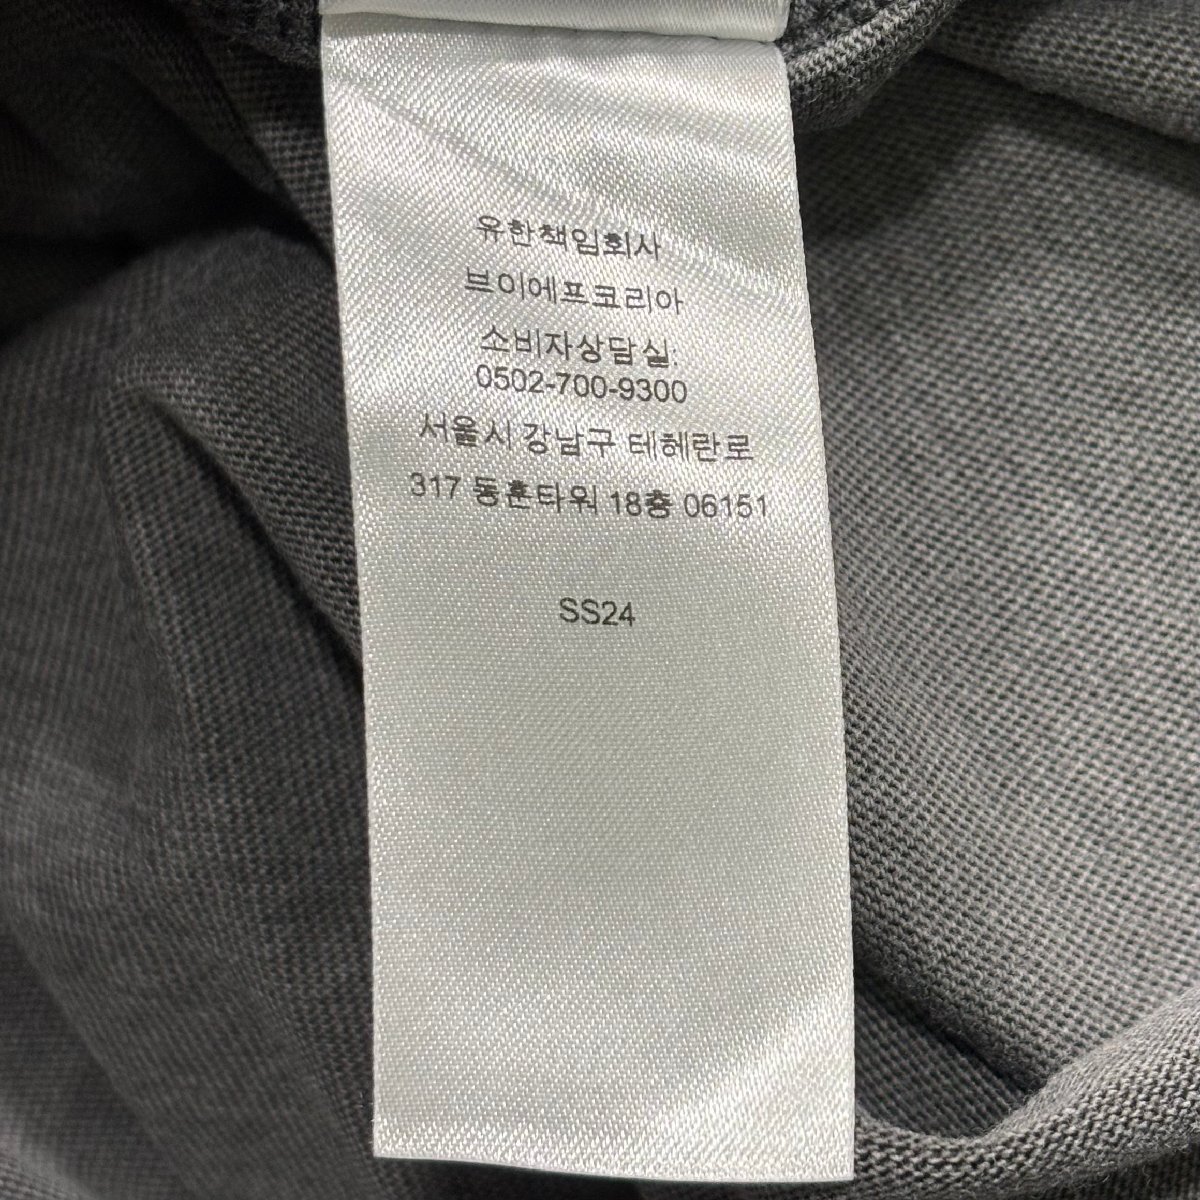 유한책임회사
브이에프코리아
소비자상담실:
0502-700-9300
서울시 강남구 테헤란로
317 동훈타워 18층 06151
SS24